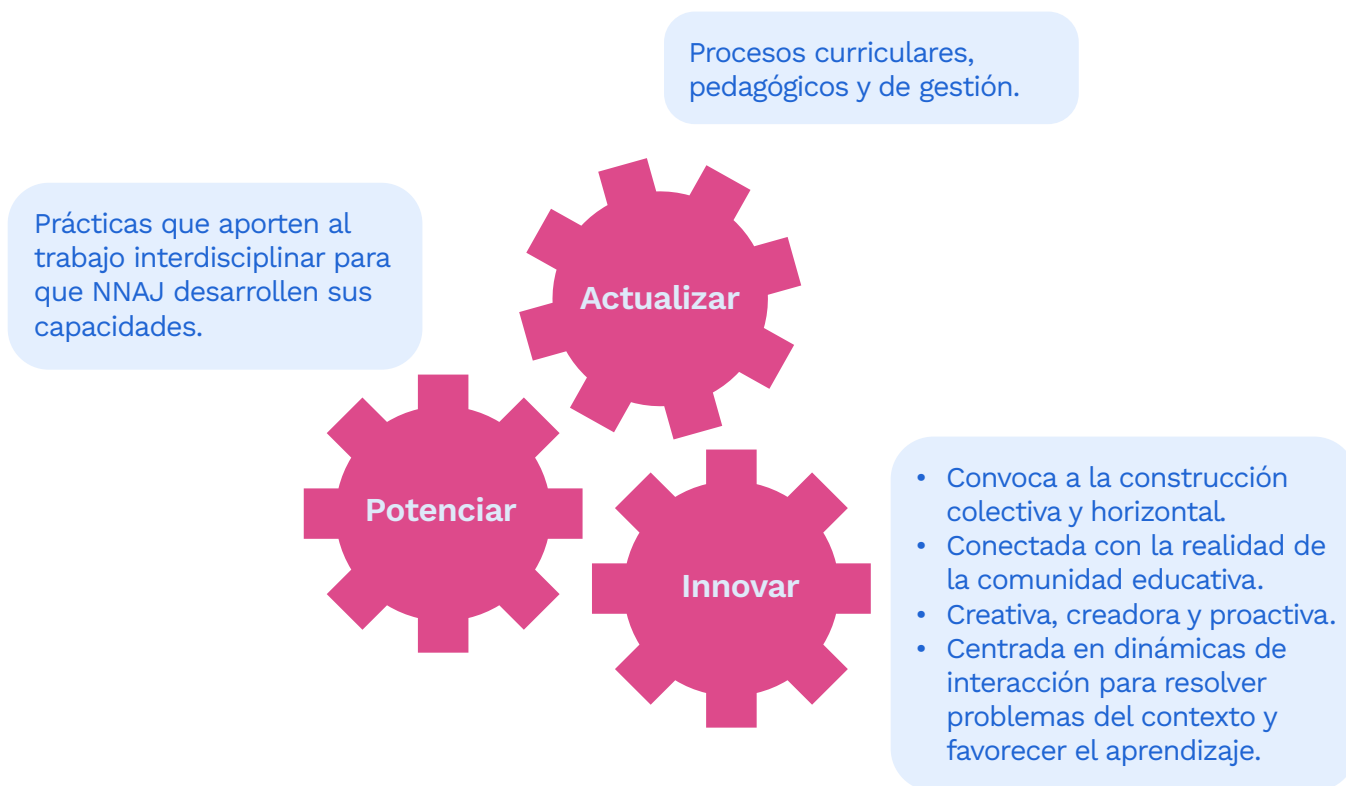 Procesos curriculares,
pedagógicos y de gestión.
Prácticas que aporten al
trabajo interdisciplinar para
que NNAJ desarrollen sus
capacidades.
Actualizar
Potenciar
Innovar
• Convoca a la construcción
colectiva y horizontal.
• Conectada con la realidad de
la comunidad educativa.
• Creativa, creadora y proactiva.
• Centrada en dinámicas de
interacción para resolver
problemas del contexto y
favorecer el aprendizaje.